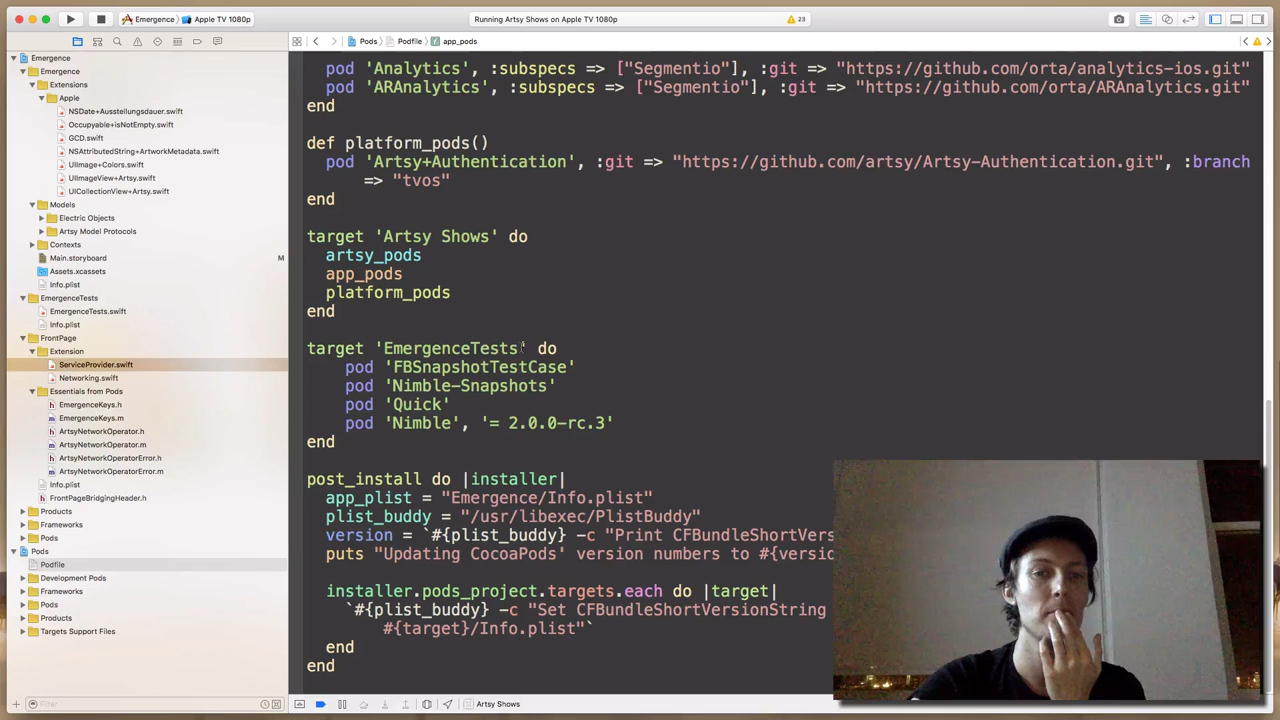 Emergence
Apple TV 1080p
Running Artsy Shows on Apple TV 1080p
23
Pods
Podfile
app_pods
Emergence
Emergence
Extensions
Apple
NSDate+Ausstellungsdauer.swift
Occupyable+isNotEmpty.swift
GCD.swift
NSAttributedString+ArtworkMetadata.swift
UIImage+Colors.swift
UIImageView+Artsy.swift
UICollectionView+Artsy.swift
Models
Electric Objects
Artsy Model Protocols
Contexts
Main.storyboard M
Assets.xcassets
Info.plist
EmergenceTests
EmergenceTests.swift
Info.plist
FrontPage
Extension
ServiceProvider.swift
Networking.swift
Essentials from Pods
EmergenceKeys.h
EmergenceKeys.m
ArtsyNetworkOperator.h
ArtsyNetworkOperator.m
ArtsyNetworkOperatorError.h
ArtsyNetworkOperatorError.m
Info.plist
FrontPageBridgingHeader.h
Products
Frameworks
Pods
Pods
Podfile
Development Pods
Frameworks
Pods
Products
Targets Support Files
Filter
pod 'Analytics', :subspecs => ["Segmentio"], :git => "https://github.com/orta/analytics-ios.git"
pod 'ARAnalytics', :subspecs => ["Segmentio"], :git => "https://github.com/orta/ARAnalytics.git"
end
def platform_pods()
pod 'Artsy+Authentication', :git => "https://github.com/artsy/Artsy-Authentication.git", :branch
=> "tvos"
end
target 'Artsy Shows' do
artsy_pods
app_pods
platform_pods
end
target 'EmergenceTests' do
pod 'FBSnapshotTestCase'
pod 'Nimble-Snapshots'
pod 'Quick'
pod 'Nimble', '= 2.0.0-rc.3'
end
post_install do |installer|
app_plist = "Emergence/Info.plist"
plist_buddy = "/usr/libexec/PlistBuddy"
version = `#{plist_buddy} -c "Print CFBundleShortVers
puts "Updating CocoaPods' version numbers to #{versio
installer.pods_project.targets.each do |target|
`#{plist_buddy} -c "Set CFBundleShortVersionString
#{target}/Info.plist"`
end
end
Artsy Shows